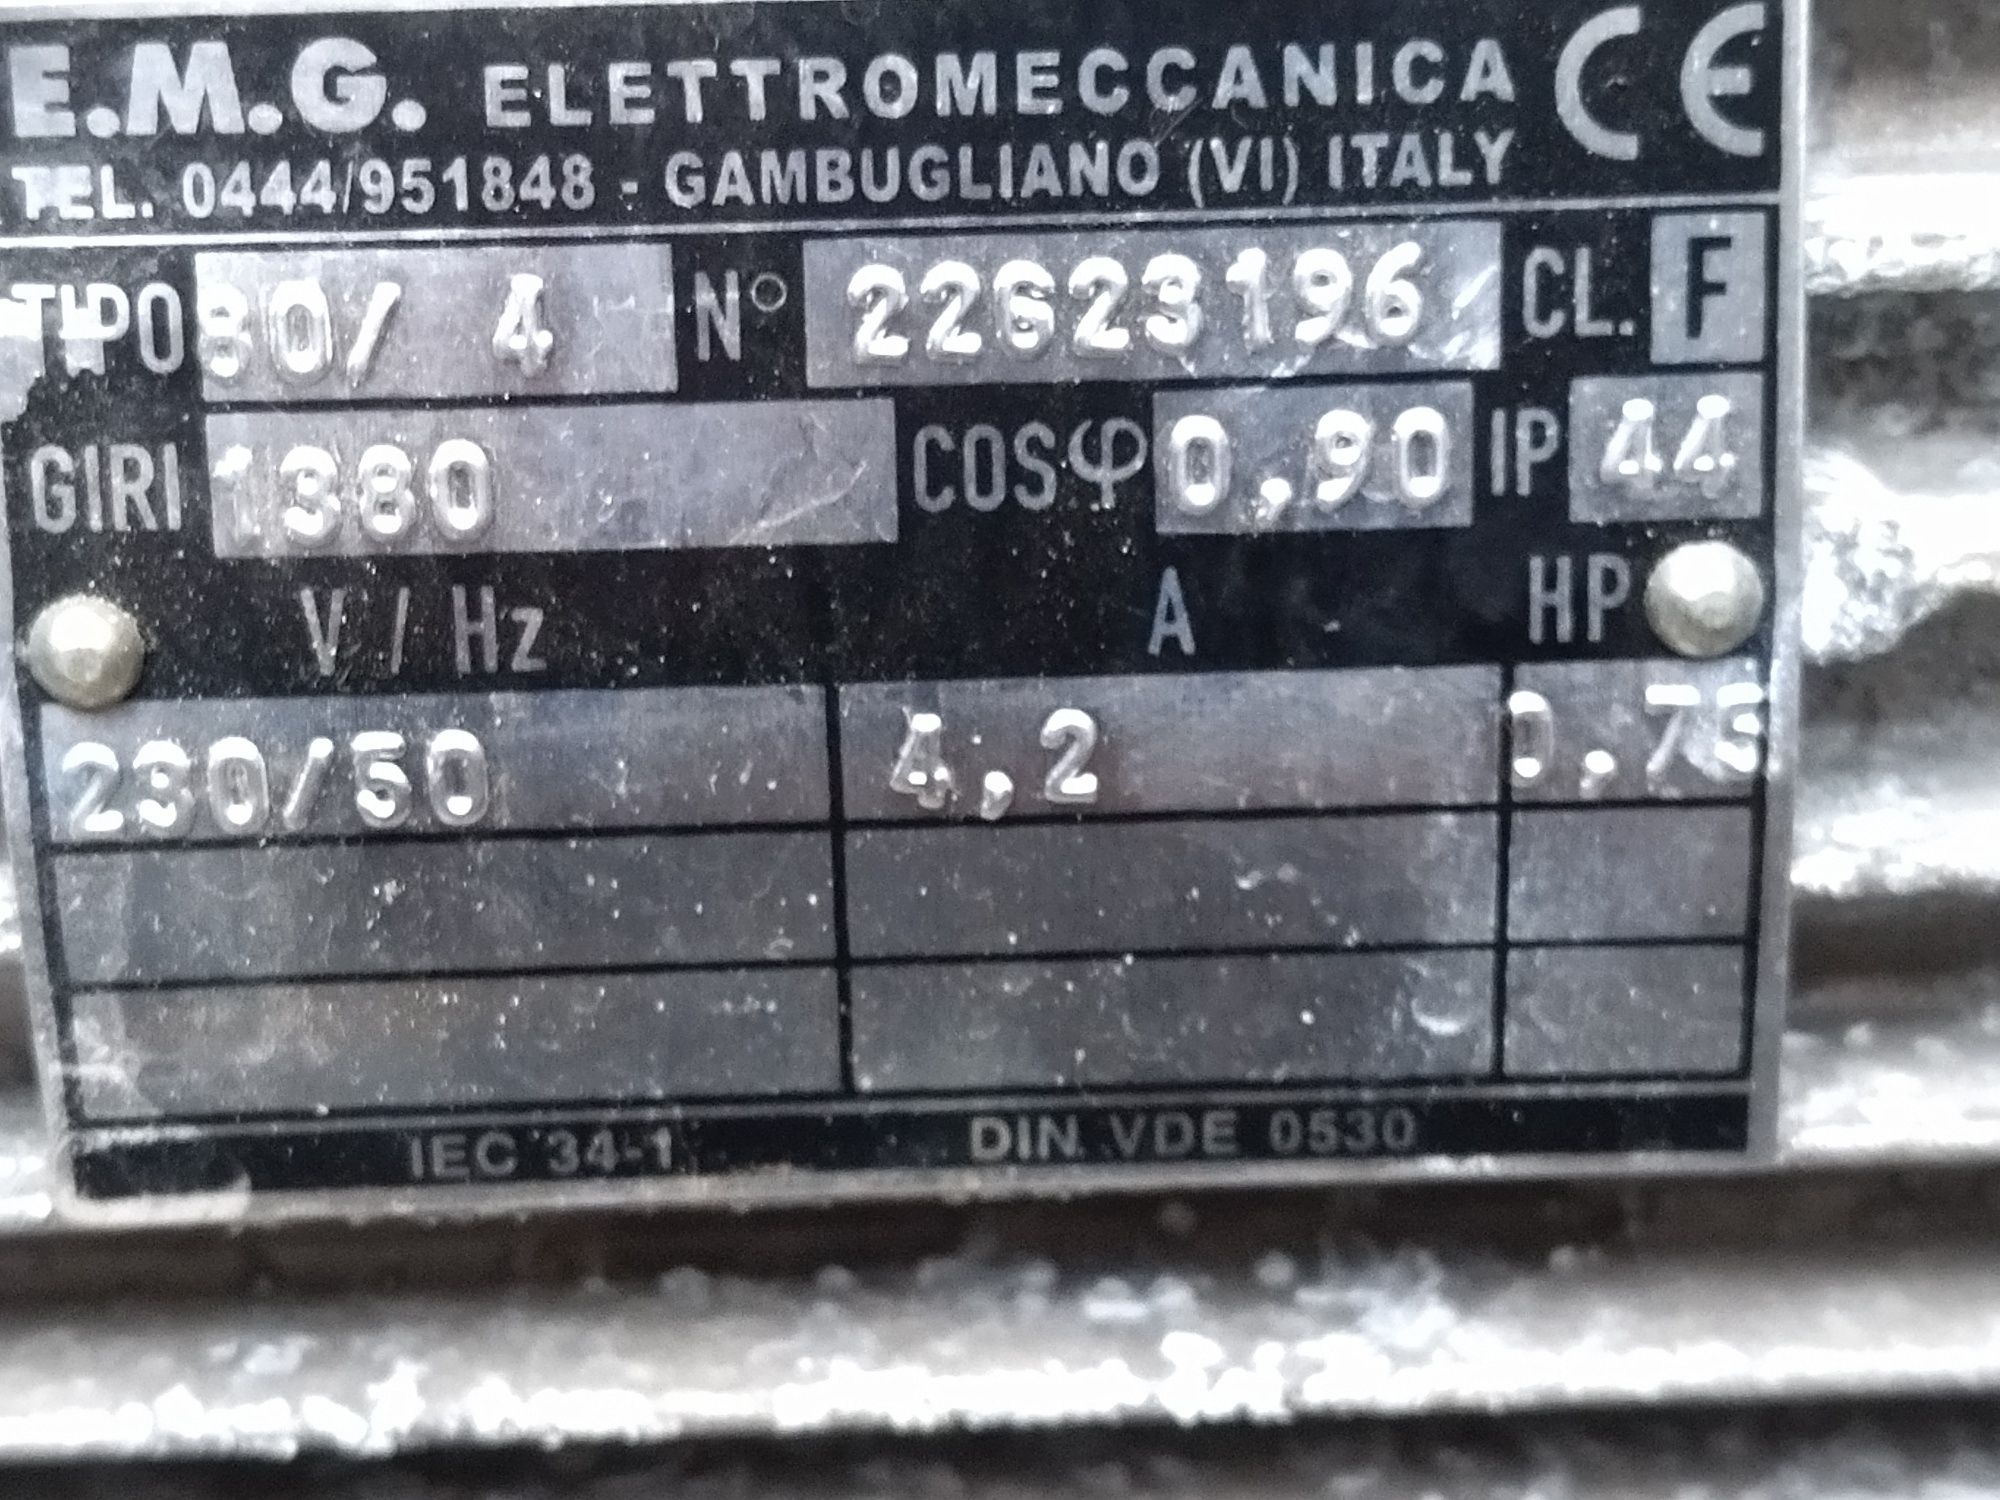 E.M.G. ELETTROMECCANICA CE
TEL. 0444/951848 - GAMBUGLIANO (VI) ITALY
TIPO 80/ 4 N° 22623196 CL. F
GIRI 1380 COSφ 0,90 IP 44
V / Hz A HP
230/50 4,2 0,75
IEC 34-1 DIN VDE 0530